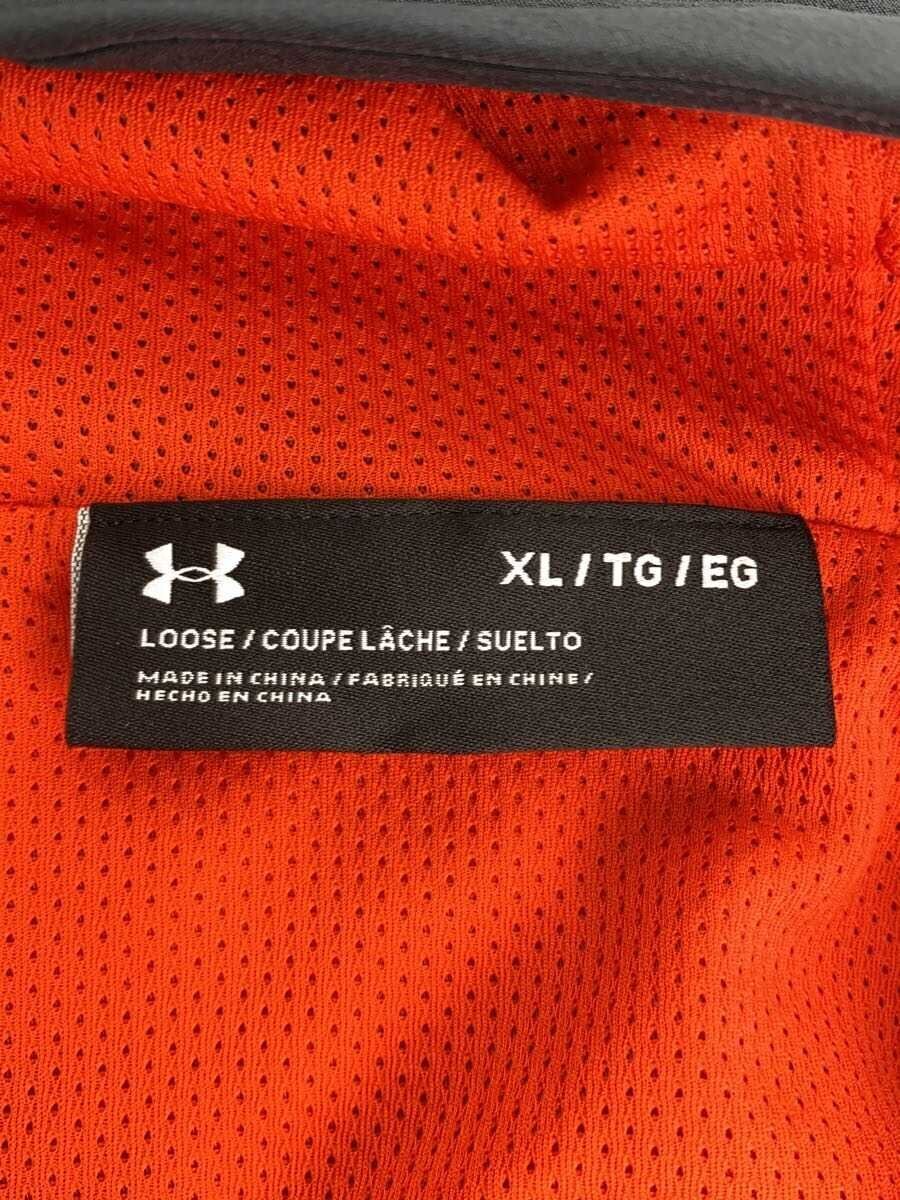 XL / TG / EG
LOOSE / COUPE LÂCHE / SUELTO
MADE IN CHINA / FABRIQUÉ EN CHINE /
HECHO EN CHINA